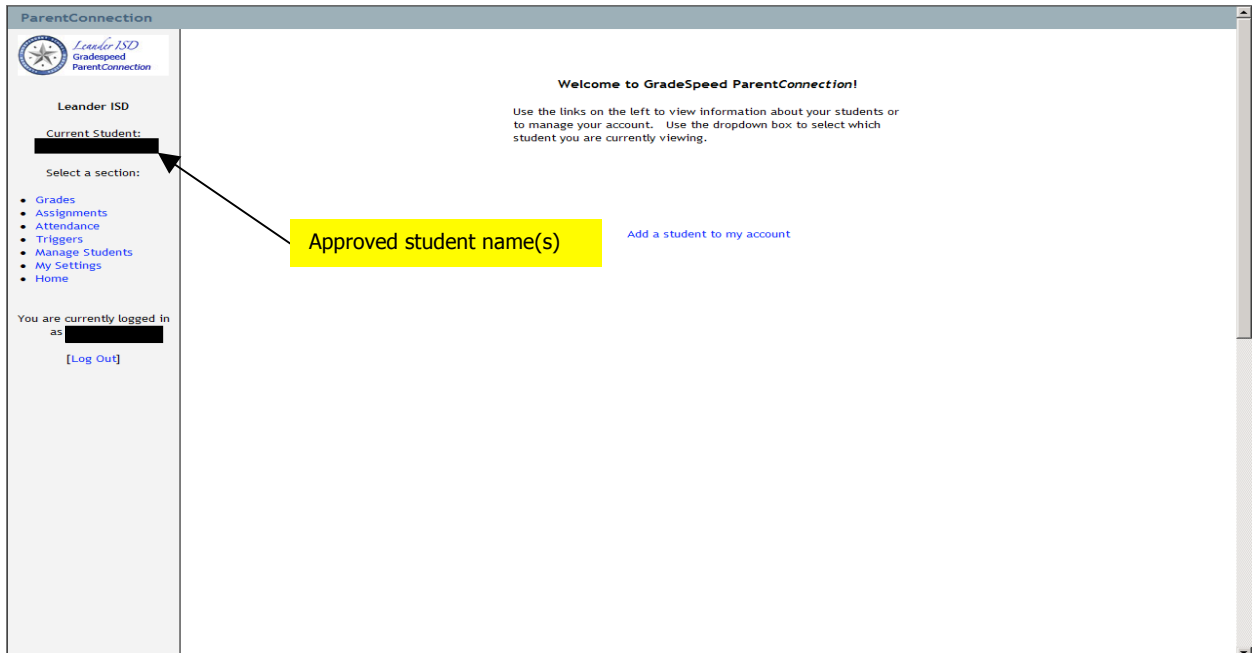 ParentConnection
Leander ISD
Gradespeed
ParentConnection
Leander ISD
Current Student:
Select a section:
Grades
Assignments
Attendance
Triggers
Manage Students
My Settings
Home
You are currently logged in
as
[Log Out]
Welcome to GradeSpeed ParentConnection!
Use the links on the left to view information about your students or
to manage your account.   Use the dropdown box to select which
student you are currently viewing.
Approved student name(s)
Add a student to my account